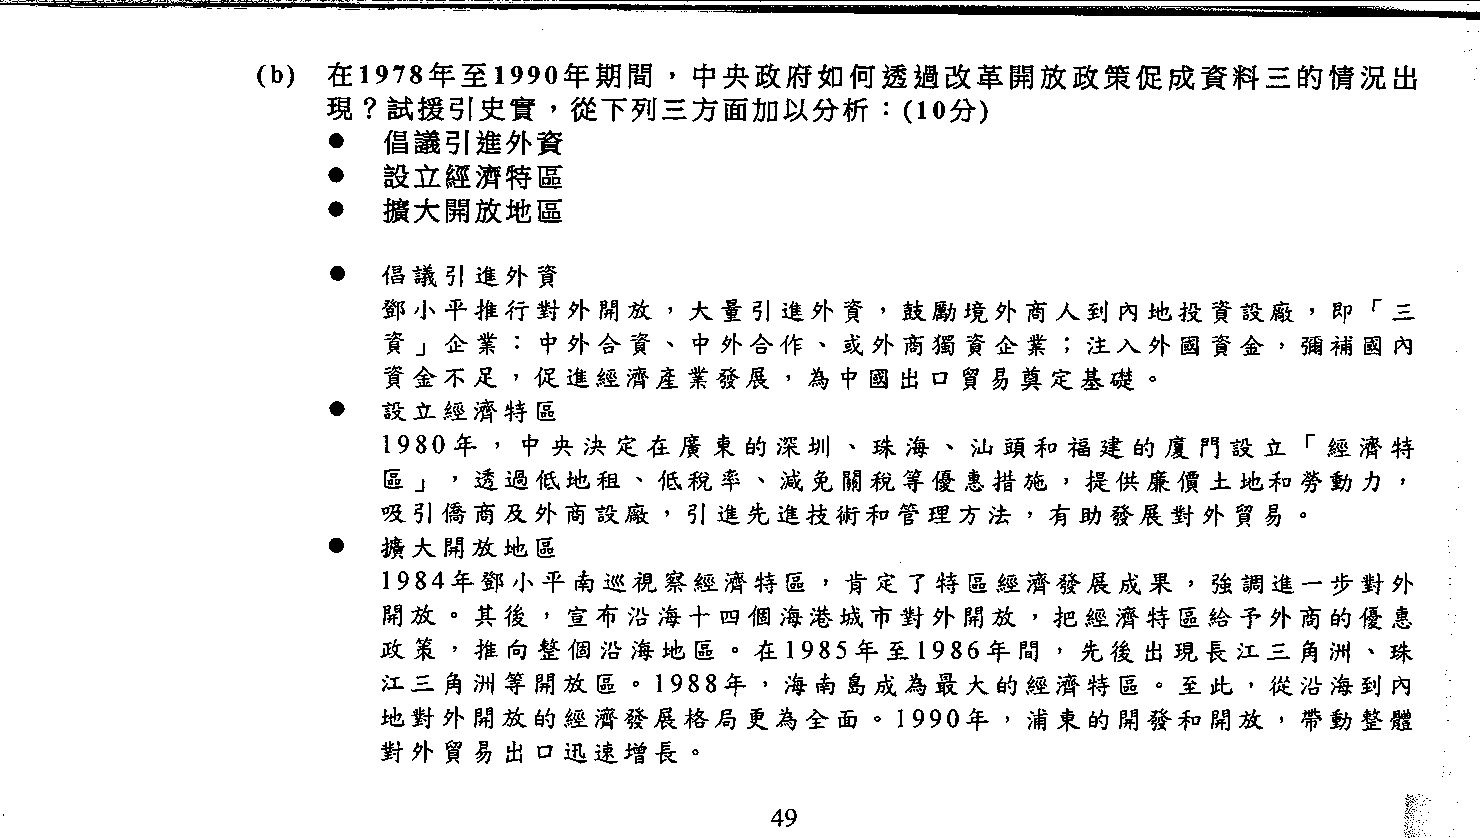 (b) 在1978年至1990年期間，中央政府如何透過改革開放政策促成資料三的情況出
現？試援引史實，從下列三方面加以分析：(10分)
● 倡議引進外資
● 設立經濟特區
● 擴大開放地區
● 倡議引進外資
鄧小平推行對外開放，大量引進外資，鼓勵境外商人到內地投資設廠，即「三
資」企業：中外合資、中外合作、或外商獨資企業；注入外國資金，彌補國內
資金不足，促進經濟產業發展，為中國出口貿易奠定基礎。
● 設立經濟特區
1980年，中央決定在廣東的深圳、珠海、汕頭和福建的廈門設立「經濟特
區」，透過低地租、低稅率、減免關稅等優惠措施，提供廉價土地和勞動力，
吸引僑商及外商設廠，引進先進技術和管理方法，有助發展對外貿易。
● 擴大開放地區
1984年鄧小平南巡視察經濟特區，肯定了特區經濟發展成果，強調進一步對外
開放。其後，宣布沿海十四個海港城市對外開放，把經濟特區給予外商的優惠
政策，推向整個沿海地區。在1985年至1986年間，先後出現長江三角洲、珠
江三角洲等開放區。1988年，海南島成為最大的經濟特區。至此，從沿海到內
地對外開放的經濟發展格局更為全面。1990年，浦東的開發和開放，帶動整體
對外貿易出口迅速增長。
49